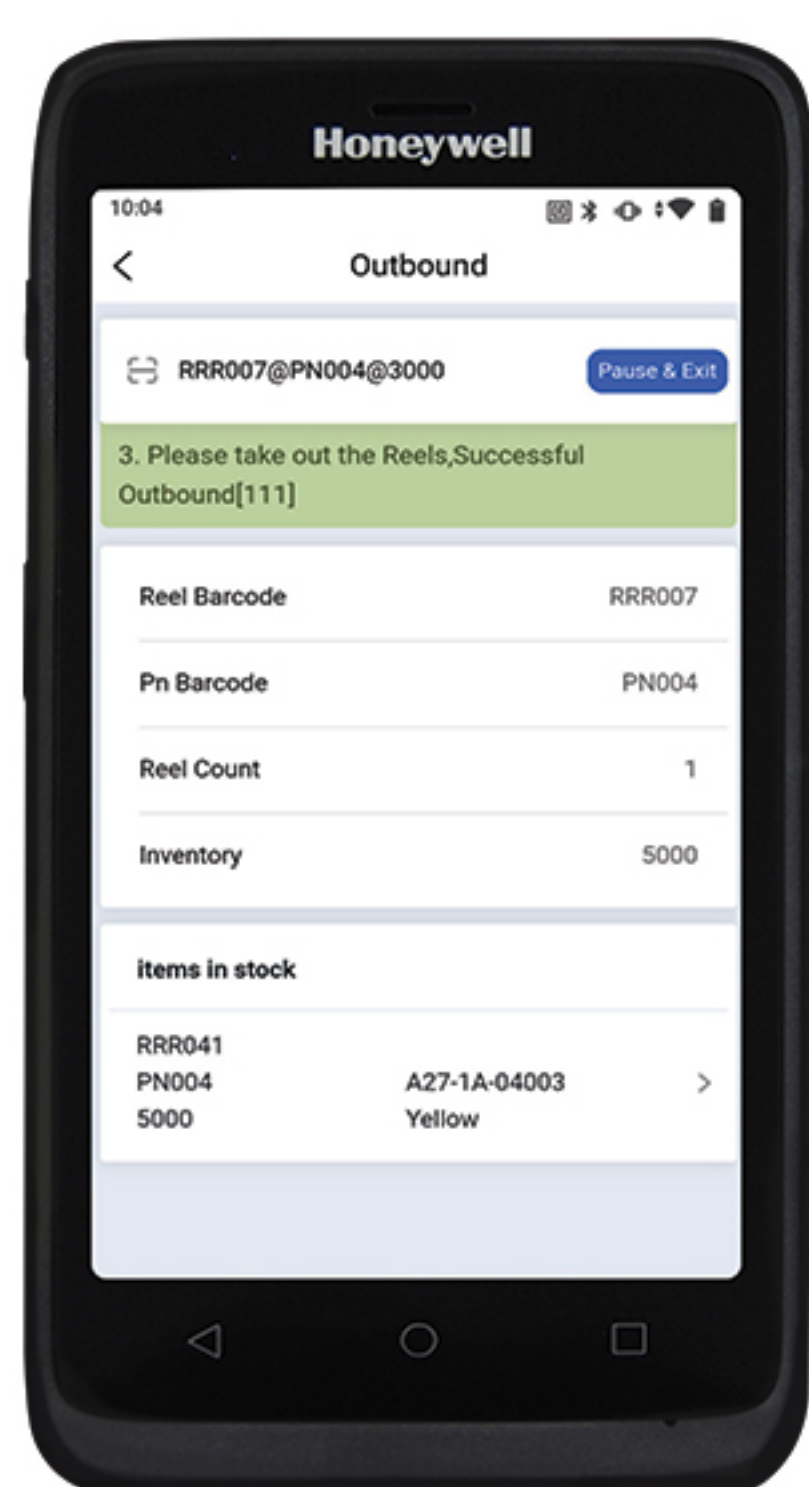 Honeywell
10:04
Outbound
RRR007@PN004@3000
Pause & Exit
3. Please take out the Reels,Successful
Outbound[111]
Reel Barcode RRR007
Pn Barcode PN004
Reel Count 1
Inventory 5000
items in stock
RRR041
PN004 A27-1A-04003
5000 Yellow